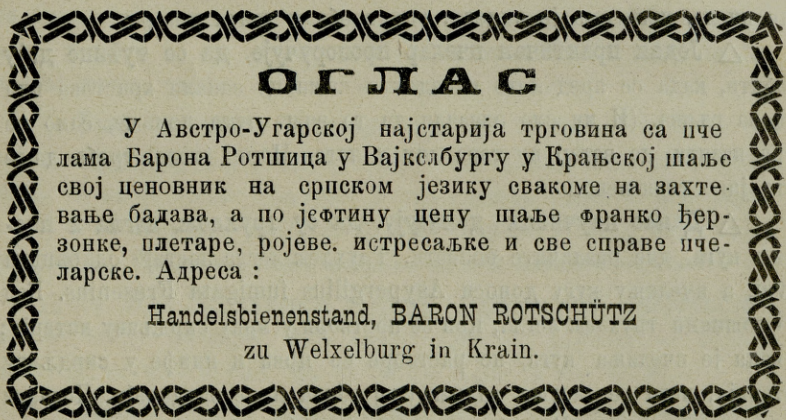 ОГЛАС
У Австро-Угарској најстарија трговина са пче
лама Барона Ротшица у Вајкслбургу у Крањској шаље
свој ценовник на српском језику свакоме на захте-
вање бадава, а по јефтину цену шаље франко ђер-
зонке, плетаре, ројеве. истресаљке и све справе пче-
ларске. Адреса :
Handelsbienenstand, BARON ROTSCHÜTZ
zu Welxelburg in Krain.